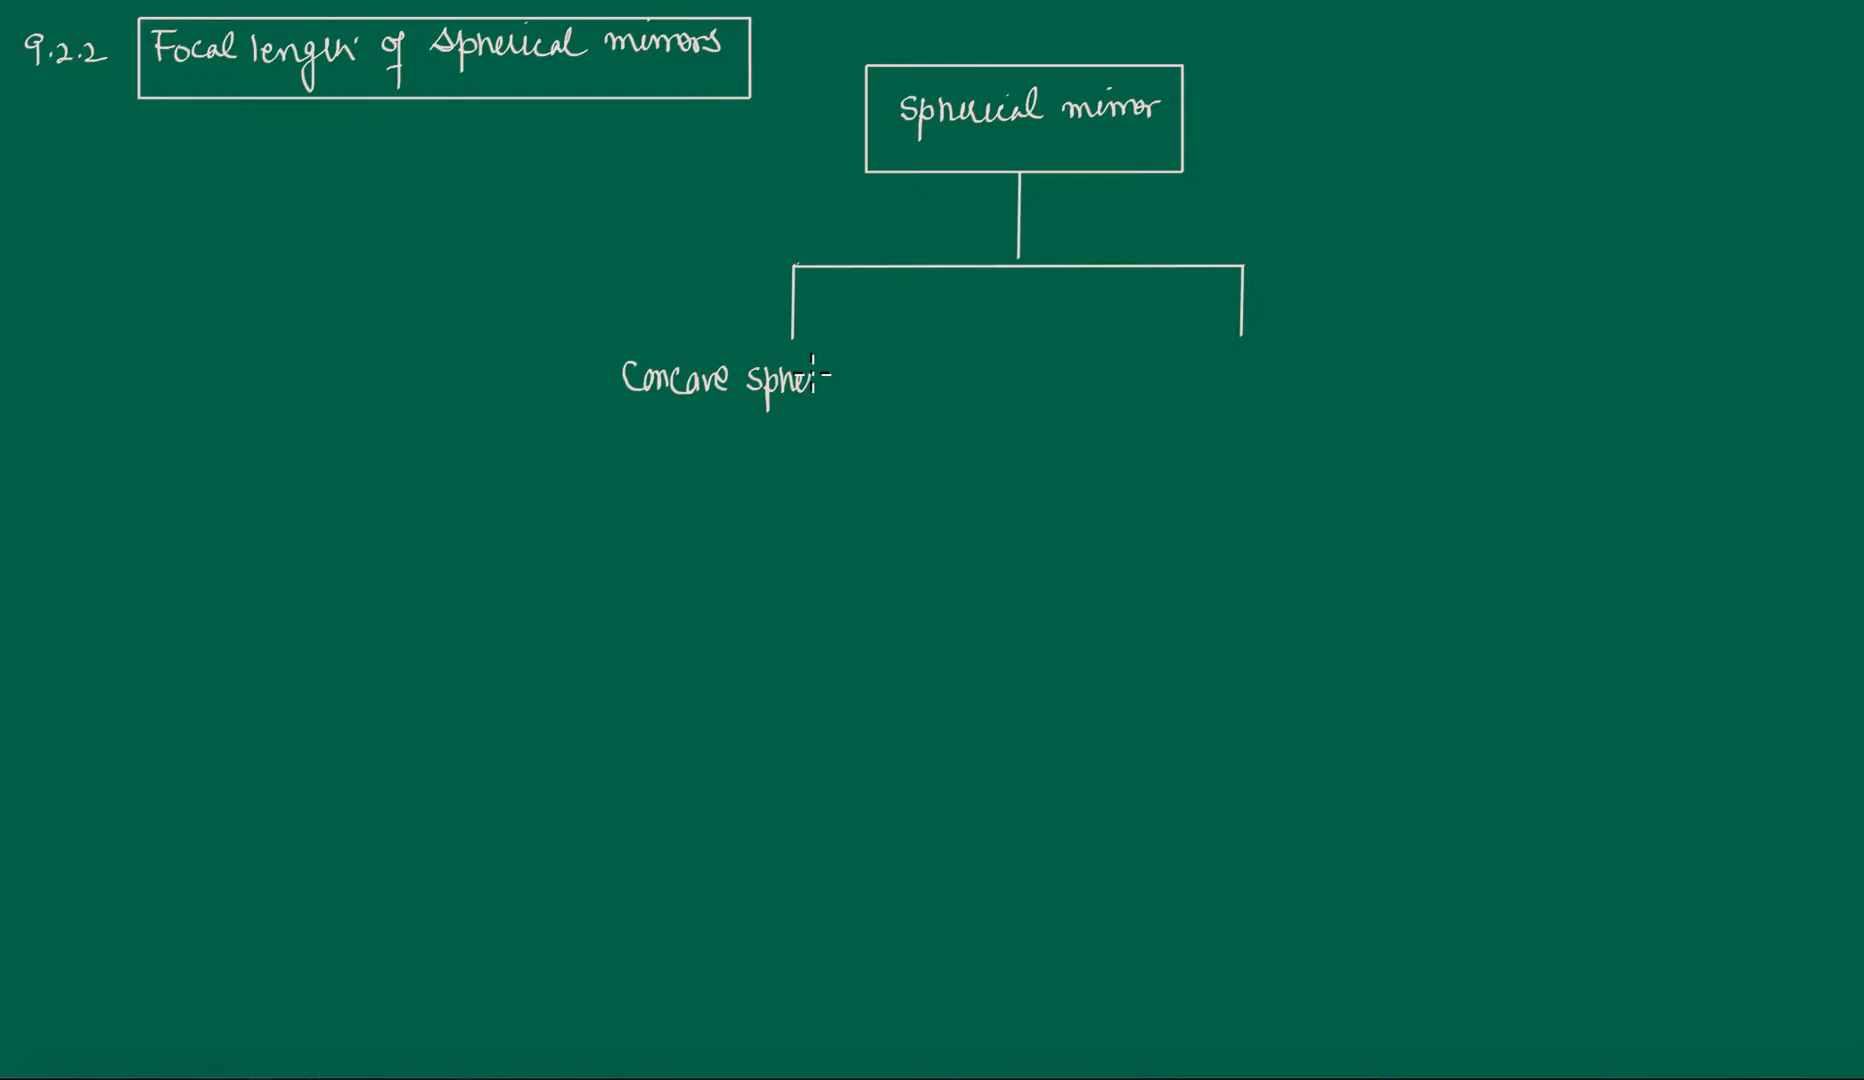 9.2.2 Focal length of Spherical mirrors
Spherical mirror
Concave sphe